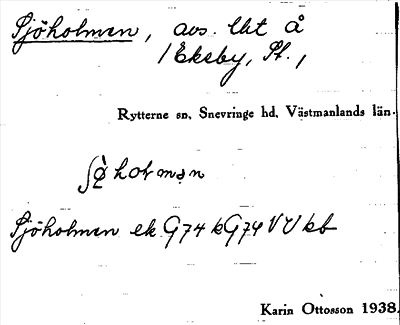 Sjöholmen, avs. lht å
/ Ekeby, St. /
Rytterne sn, Snevringe hd, Västmanlands län.
Sjöholmen ek G74 kG74 VU kb
Karin Ottosson 1938.